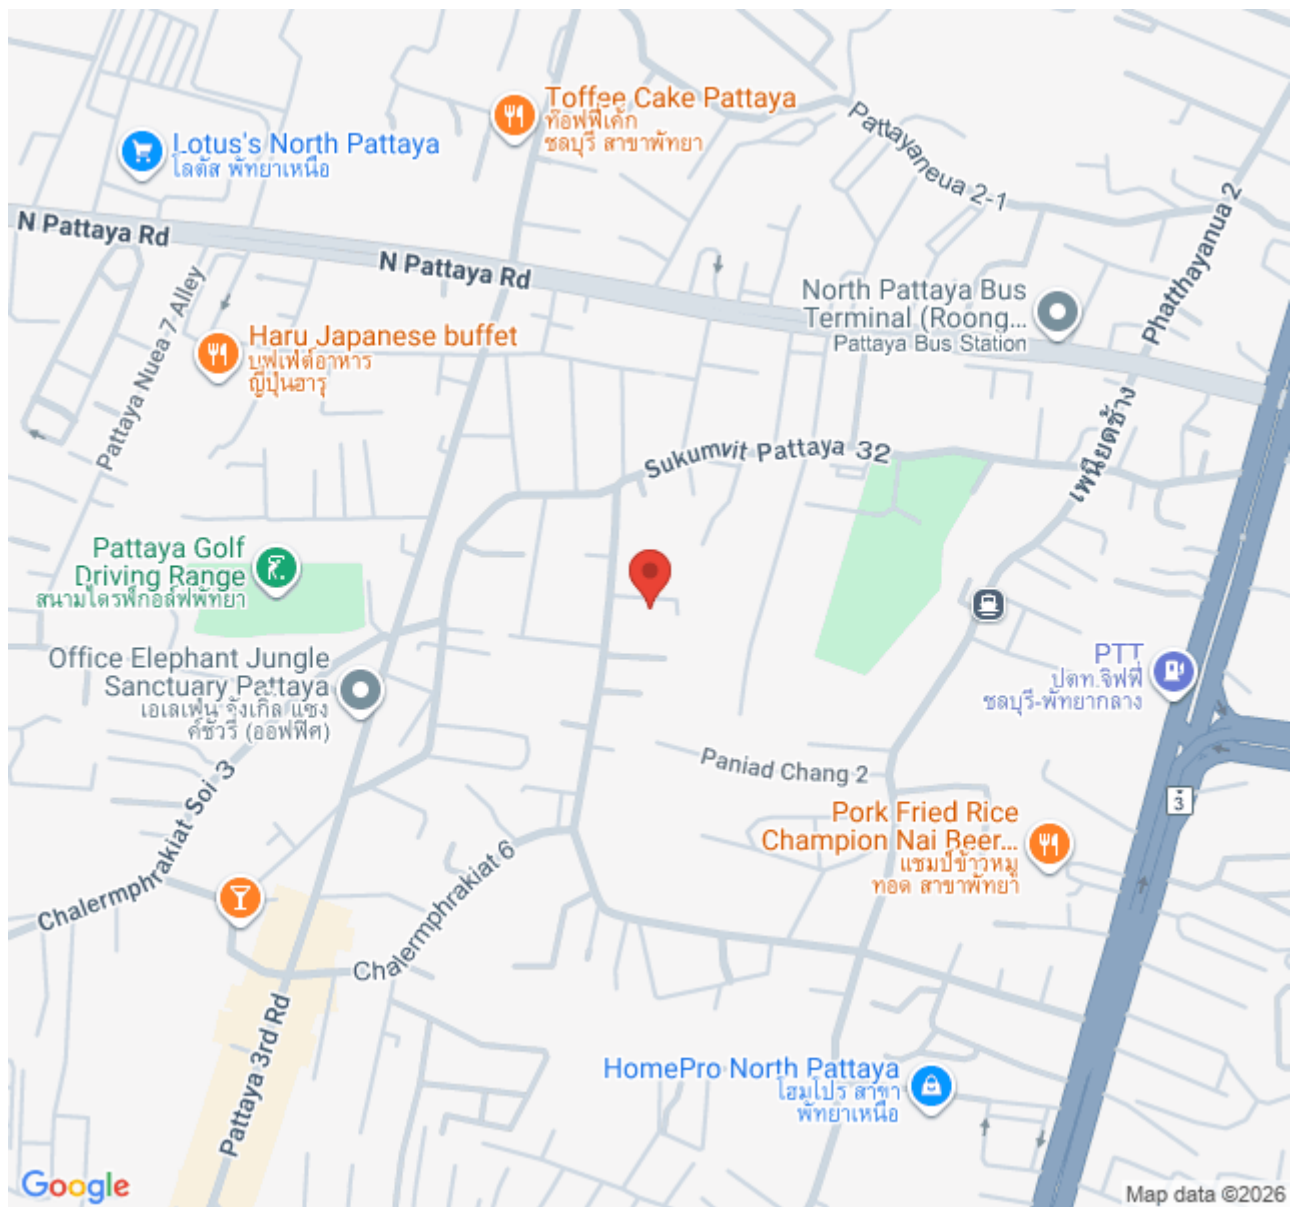 Toffee Cake Pattaya
ท๊อฟฟี่เค้ก
ชลบุรี สาขาพัทยา
Pattayaneua 2-1
Lotus's North Pattaya
โลตัส พัทยาเหนือ
Phatthayanua 2
N Pattaya Rd
N Pattaya Rd
North Pattaya Bus
Terminal (Roong...
Pattaya Bus Station
Pattaya Nuea 7 Alley
Haru Japanese buffet
บุฟเฟ่ต์อาหาร
ญี่ปุ่นฮารุ
เพนียดช้าง
Sukumvit Pattaya 32
Pattaya Golf
Driving Range
สนามไดรฟ์กอล์ฟพัทยา
Office Elephant Jungle
Sanctuary Pattaya
เอเลเฟ่น จังเกิ้ล แซง
ค์ชัวรี่ (ออฟฟิศ)
PTT
ปตท.จิฟฟี่
ชลบุรี-พัทยากลาง
Paniad Chang 2
3
Chalermphrakiat Soi 3
Pork Fried Rice
Champion Nai Beer...
แชมป์ข้าวหมู
ทอด สาขาพัทยา
Chalermphrakiat 6
Pattaya 3rd Rd
HomePro North Pattaya
โฮมโปร สาขา
พัทยาเหนือ
Google
Map data ©2026